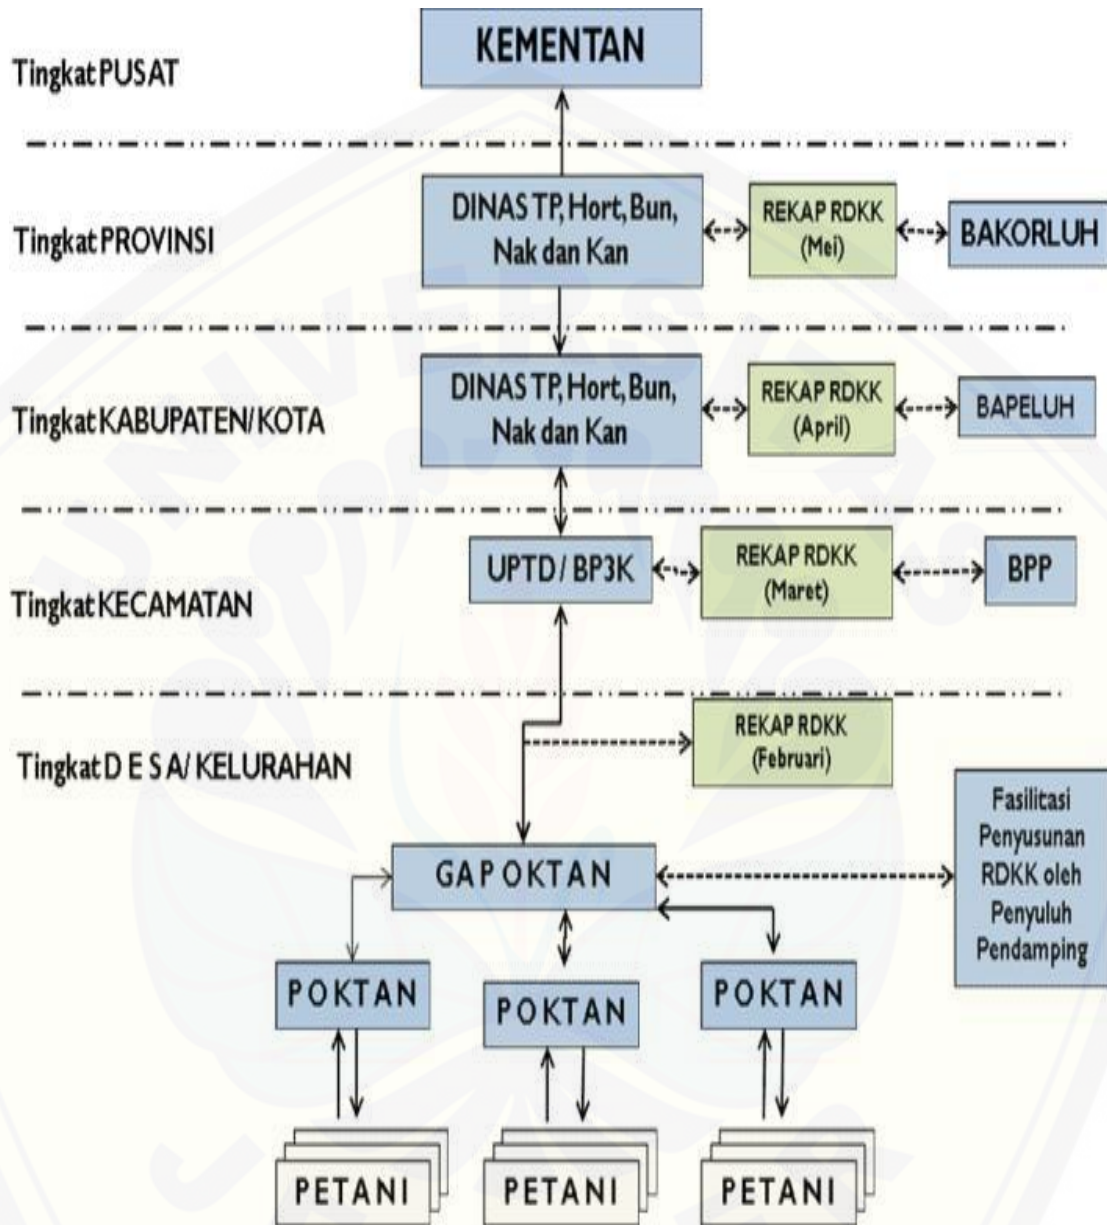 KEMENTAN
Tingkat PUSAT
DINAS TP, Hort, Bun,
Nak dan Kan
REKAP RDKK
(Mei)
BAKORLUH
Tingkat PROVINSI
DINAS TP, Hort, Bun,
Nak dan Kan
REKAP RDKK
(April)
BAPELUH
Tingkat KABUPATEN/KOTA
UPTD/ BP3K
REKAP RDKK
(Maret)
BPP
Tingkat KECAMATAN
REKAP RDKK
(Februari)
Tingkat D E S A/ KELURAHAN
Fasilitasi
Penyusunan
RDKK oleh
Penyuluh
Pendamping
GAPOKTAN
POKTAN
POKTAN
POKTAN
PETANI
PETANI
PETANI
UNIVERSITAS